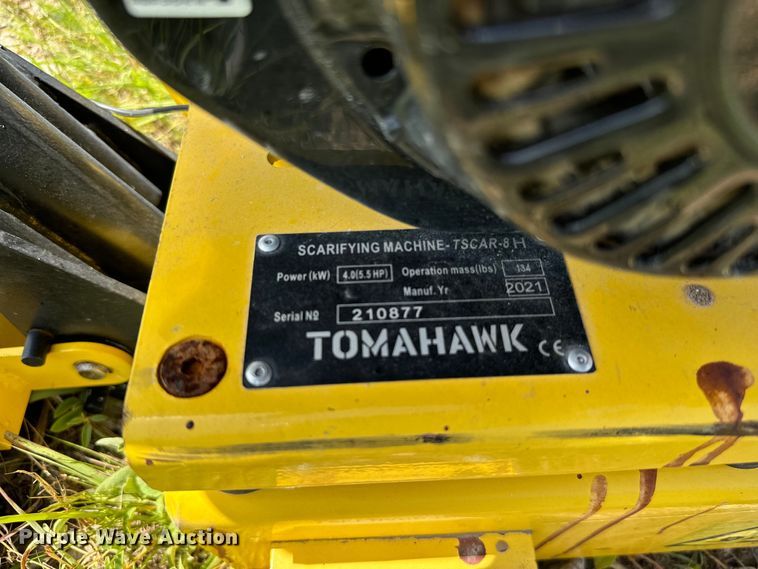 SCARIFYING MACHINE-TSCAR-8 H
Power(kW) 4.0(5.5 HP) Operation mass(lbs) 134
Manuf. Yr 2021
Serial Nº 210877
TOMAHAWK CE
Purple Wave Auction